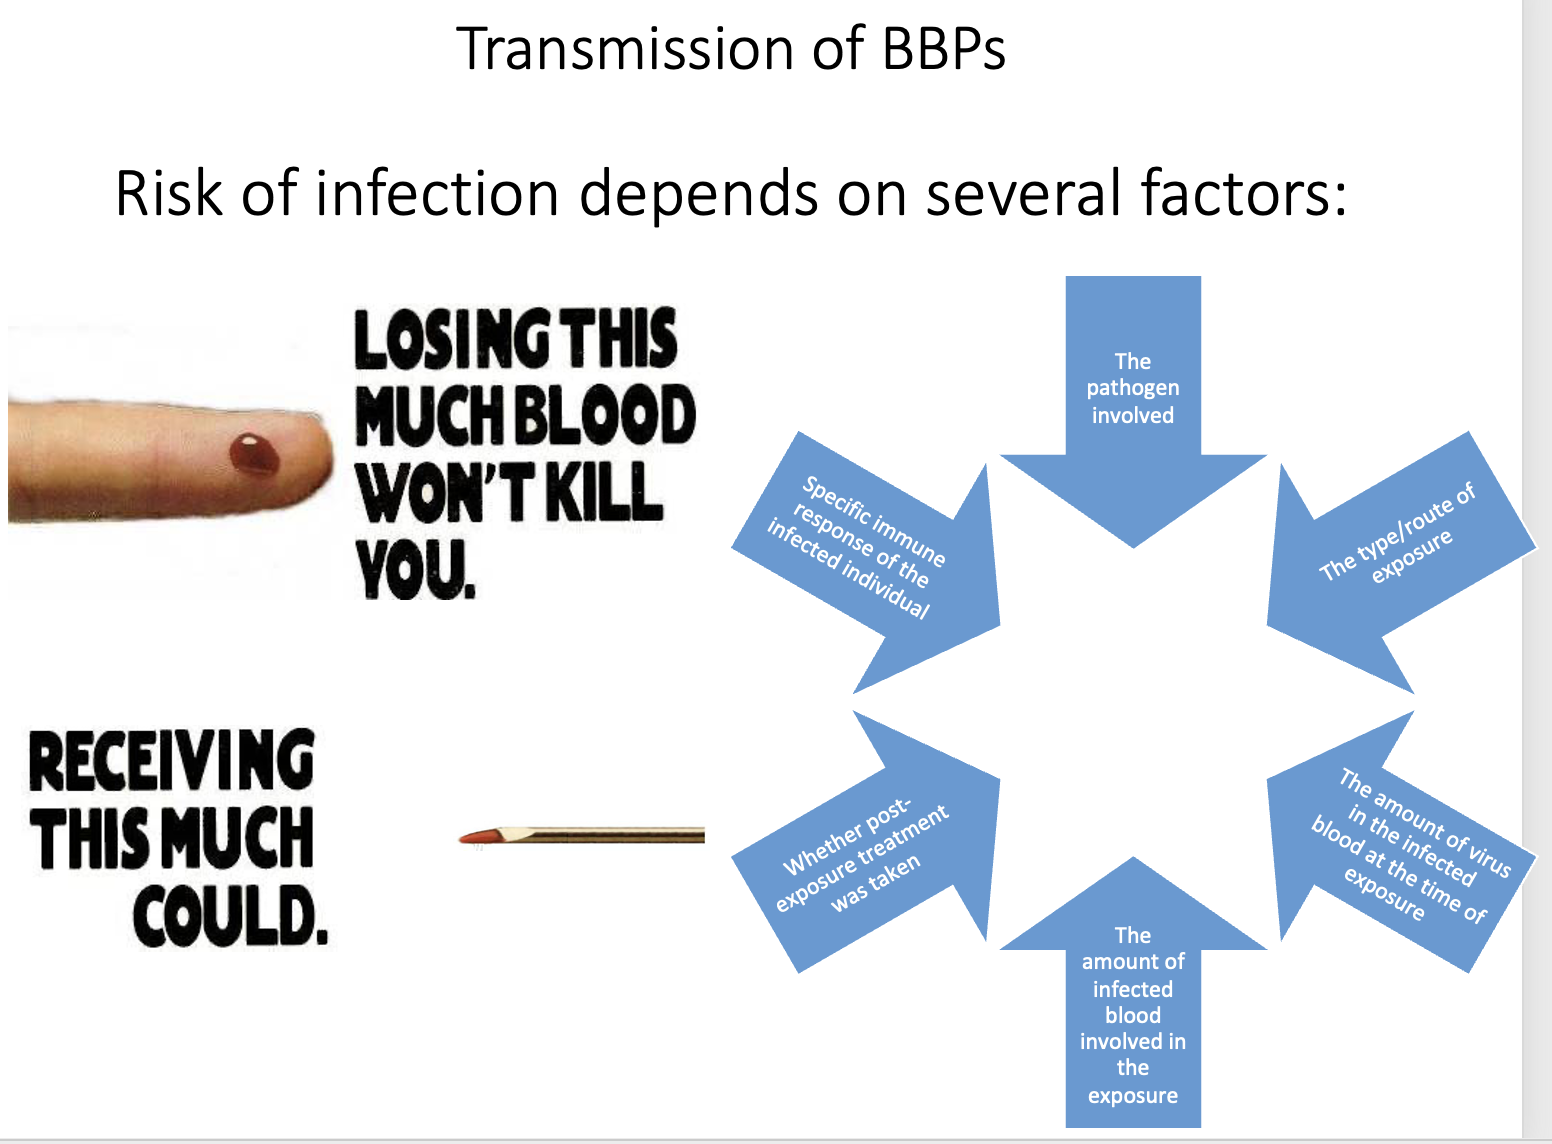 Transmission of BBPs
Risk of infection depends on several factors:
LOSING THIS
MUCH BLOOD
WON'T KILL
YOU.
RECEIVING
THIS MUCH
COULD.
The
pathogen
involved
The type/route of
exposure
The amount of virus
in the infected
blood at the time of
exposure
The
amount of
infected
blood
involved in
the
exposure
Whether post-
exposure treatment
was taken
Specific immune
response of the
infected individual